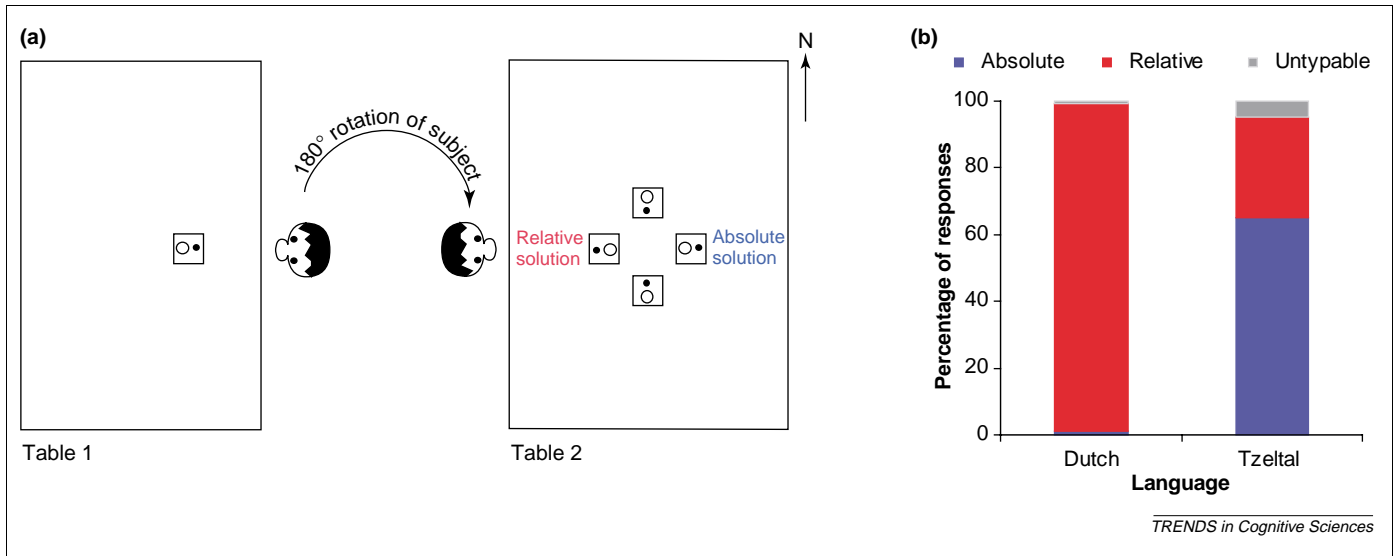 (a)
N
180° rotation of subject
Relative
solution
Absolute
solution
Table 1
Table 2
(b)
Absolute Relative Untypable
Percentage of responses
100
80
60
40
20
0
Dutch Tzeltal
Language
TRENDS in Cognitive Sciences